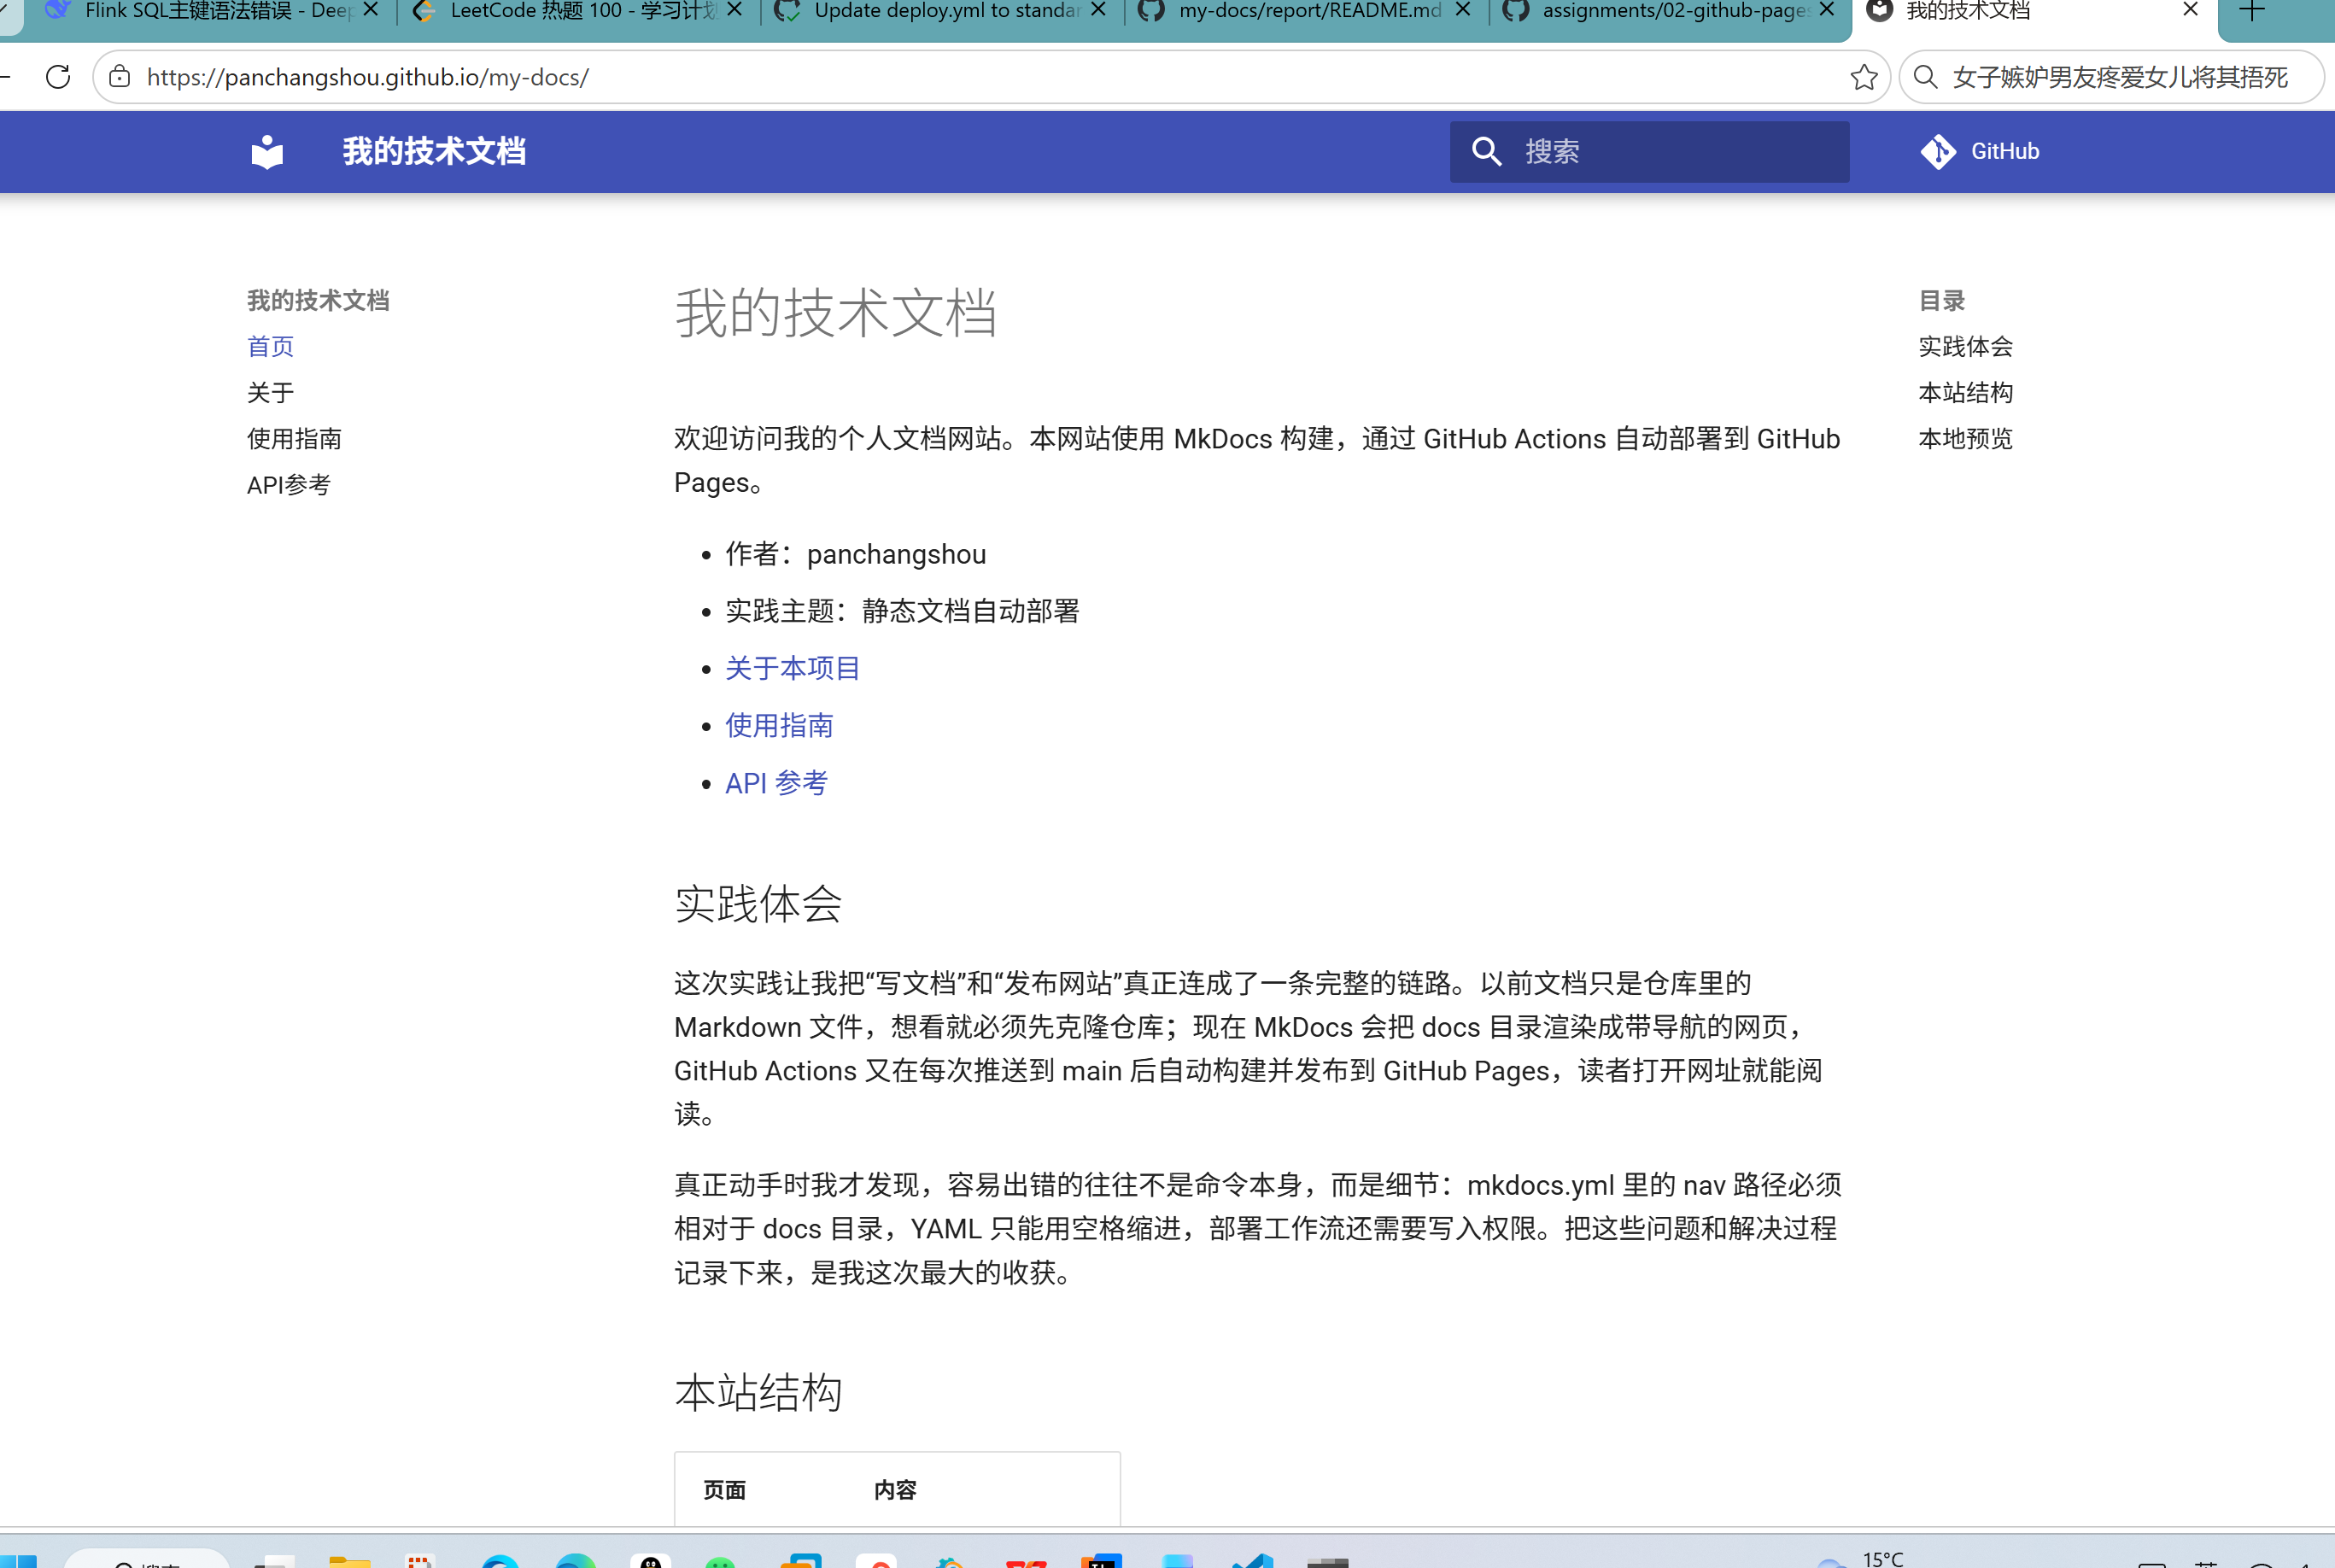 Flink SQL主键语法错误 - Deep
LeetCode 热题 100 - 学习计划
Update deploy.yml to standar
my-docs/report/README.md
assignments/02-github-pages
我的技术文档
https://panchangshou.github.io/my-docs/
女子嫉妒男友疼爱女儿将其捂死
我的技术文档
搜索
GitHub
我的技术文档
首页
关于
使用指南
API参考
我的技术文档
欢迎访问我的个人文档网站。本网站使用 MkDocs 构建，通过 GitHub Actions 自动部署到 GitHub
Pages。
• 作者：panchangshou
• 实践主题：静态文档自动部署
• 关于本项目
• 使用指南
• API 参考
实践体会
这次实践让我把“写文档”和“发布网站”真正连成了一条完整的链路。以前文档只是仓库里的
Markdown 文件，想看就必须先克隆仓库；现在 MkDocs 会把 docs 目录渲染成带导航的网页，
GitHub Actions 又在每次推送到 main 后自动构建并发布到 GitHub Pages，读者打开网址就能阅
读。
真正动手时我才发现，容易出错的往往不是命令本身，而是细节：mkdocs.yml 里的 nav 路径必须
相对于 docs 目录，YAML 只能用空格缩进，部署工作流还需要写入权限。把这些问题和解决过程
记录下来，是我这次最大的收获。
本站结构
页面 内容
目录
实践体会
本站结构
本地预览
15°C